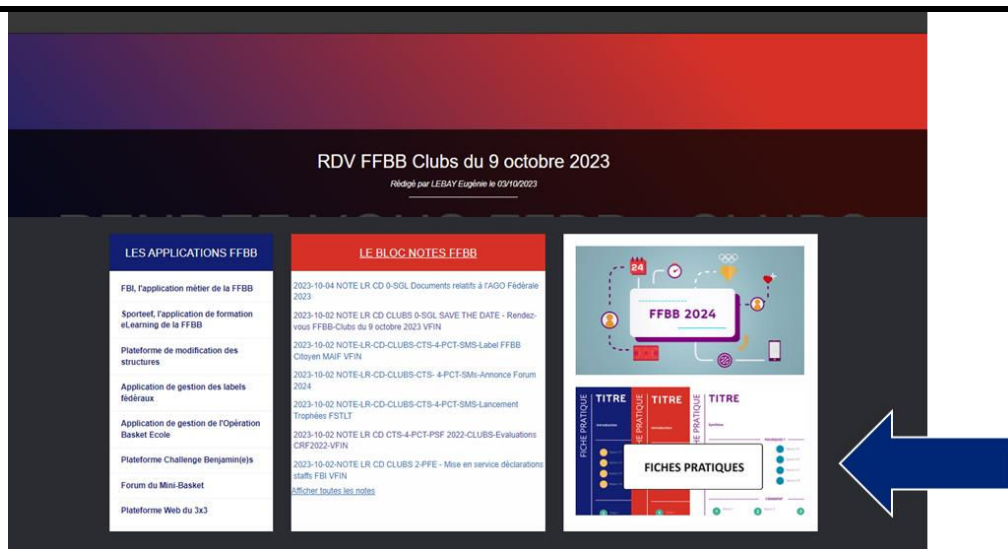 RDV FFBB Clubs du 9 octobre 2023
Rédigé par LEBAY Eugénie le 03/10/2023
LES APPLICATIONS FFBB
FBI, l'application métier de la FFBB
Sporteef, l'application de formation
eLearning de la FFBB
Plateforme de modification des
structures
Application de gestion des labels
fédéraux
Application de gestion de l'Opération
Basket Ecole
Plateforme Challenge Benjamin(e)s
Forum du Mini-Basket
Plateforme Web du 3x3
LE BLOC NOTES FFBB
2023-10-04 NOTE LR CD 0-SGL Documents relatifs à l'AGO Fédérale
2023
2023-10-02 NOTE LR CD CLUBS 0-SGL SAVE THE DATE - Rendez-
vous FFBB-Clubs du 9 octobre 2023 VFIN
2023-10-02 NOTE-LR-CD-CLUBS-CTS-4-PCT-SMS-Label FFBB
Citoyen MAIF VFIN
2023-10-02 NOTE-LR-CD-CLUBS-CTS- 4-PCT-SMs-Annonce Forum
2024
2023-10-02 NOTE-LR-CD-CLUBS-CTS-4-PCT-SMS-Lancement
Trophées FSTLT
2023-10-02 NOTE LR CD CTS-4-PCT-PSF 2022-CLUBS-Evaluations
CRF2022-VFIN
2023-10-02-NOTE LR CD CLUBS 2-PFE - Mise en service déclarations
staffs FBI VFIN
Afficher toutes les notes
24
FFBB 2024
FICHE PRATIQUE
TITRE
Introduction
TITRE
Introduction
TITRE
FICHES PRATIQUES